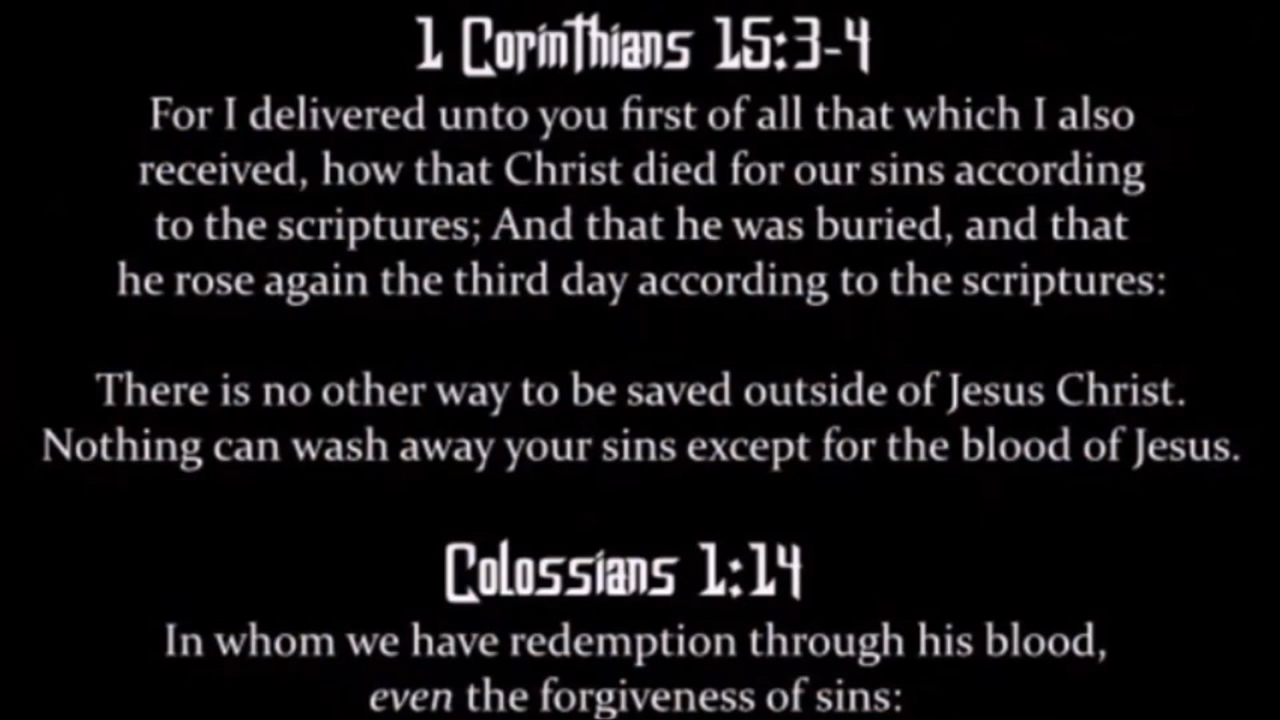 1 Corinthians 15:3-4
For I delivered unto you first of all that which I also
received, how that Christ died for our sins according
to the scriptures; And that he was buried, and that
he rose again the third day according to the scriptures:
There is no other way to be saved outside of Jesus Christ.
Nothing can wash away your sins except for the blood of Jesus.
Colossians 1:14
In whom we have redemption through his blood,
even the forgiveness of sins: